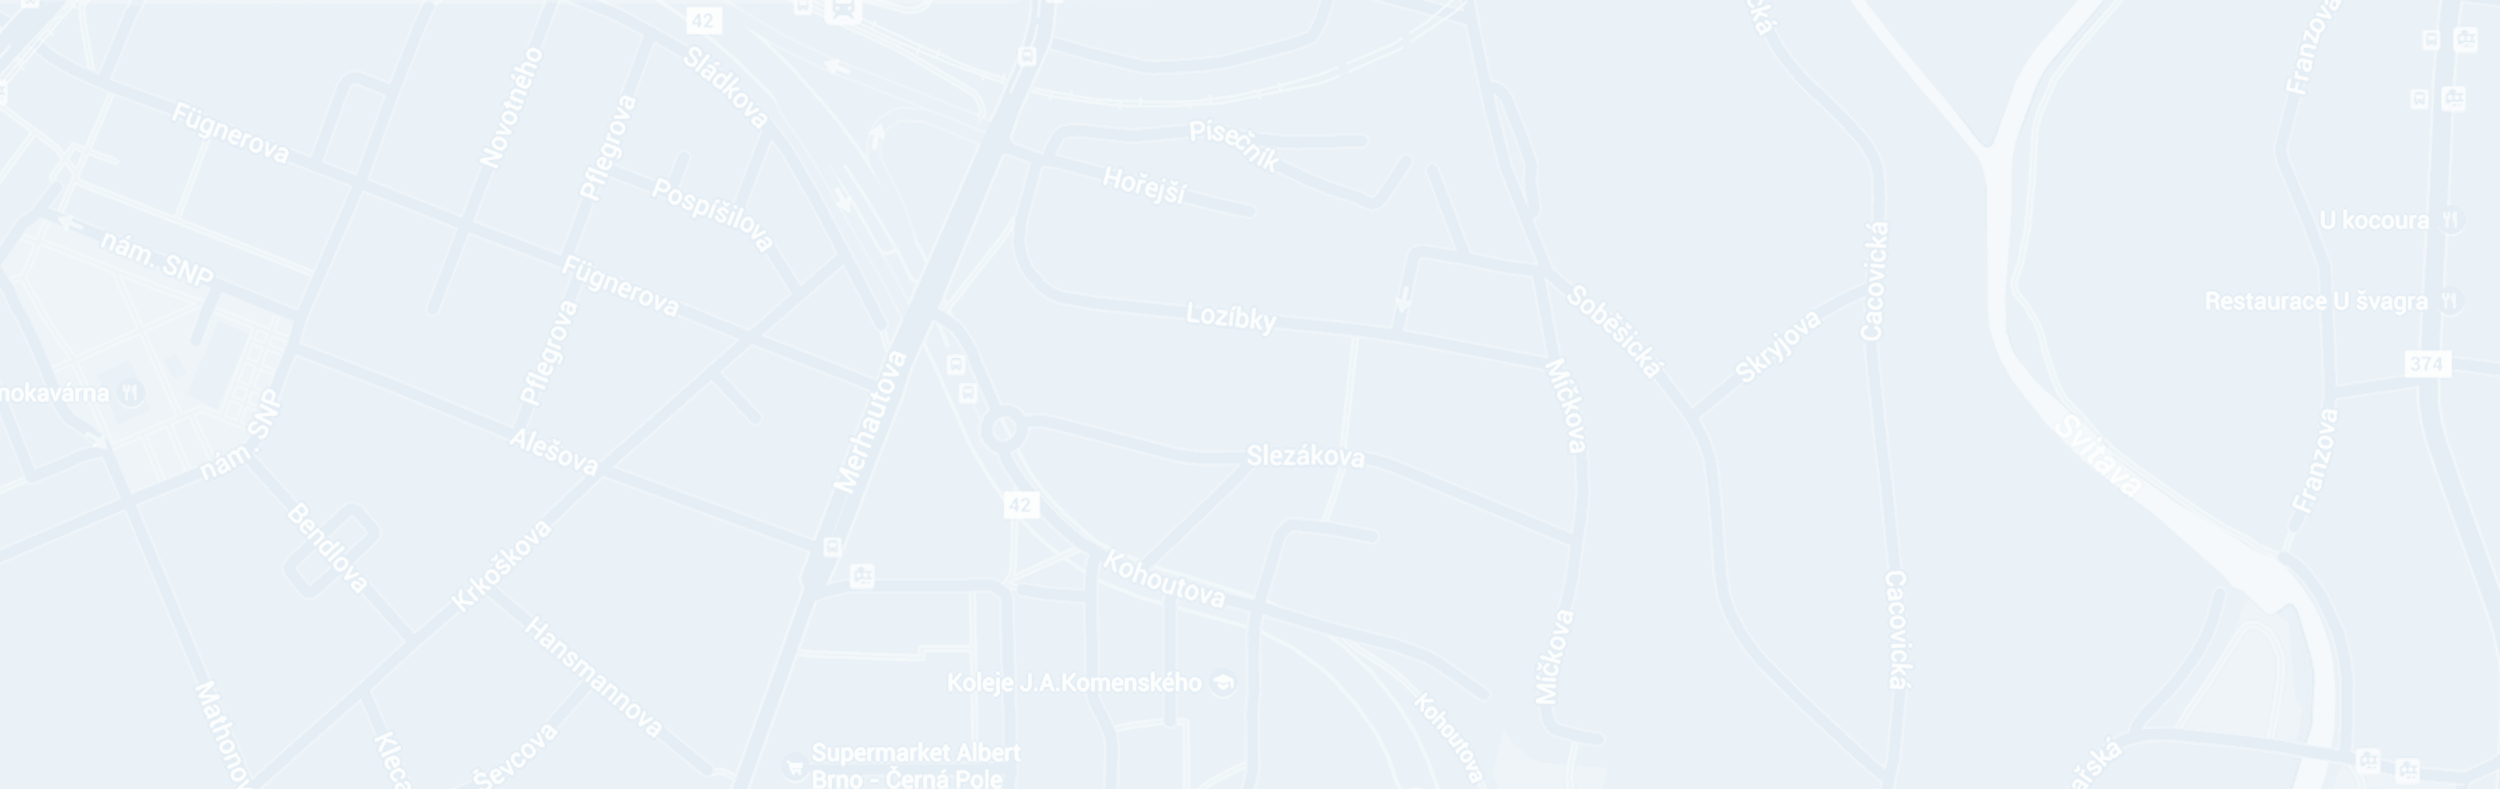 42
Sládkova
Cacovická
Franzova
Fügnerova
Novotného
Pflegrova
Písečník
Pospíšilova
Hořejší
nám. SNP
Fügnerova
Pflegrova
Lozíbky
Soběšická
Skryjova
Cacovická
U kocoura
Restaurace U švagra
374
Merhautova
Míčkova
nám. SNP
Alešova
Slezákova
Svitava
Franzova
42
Bendlova
Krkoškova
Kohoutova
Cacovická
Hansmannova
Míčkova
Koleje J.A.Komenského
Kohoutova
Ševcova
Supermarket Albert
Brno - Černá Pole